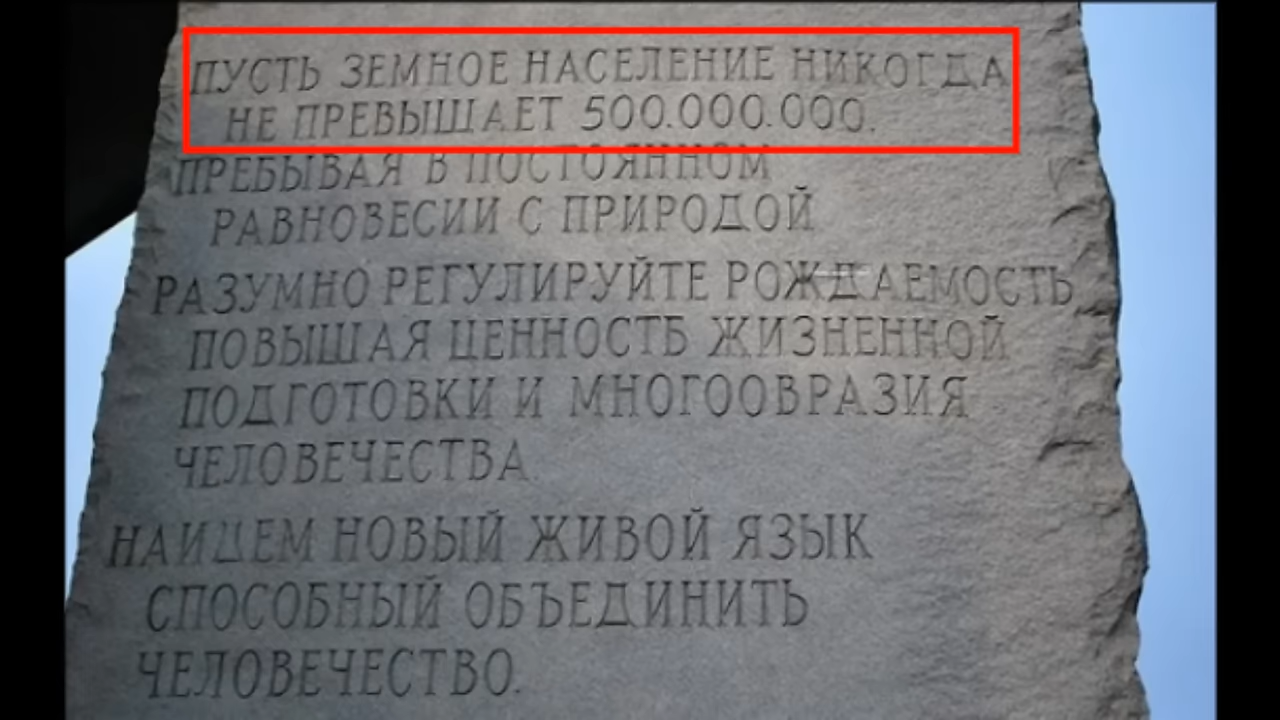 ПУСТЬ ЗЕМНОЕ НАСЕЛЕНИЕ НИКОГДА
НЕ ПРЕВЫШАЕТ 500.000.000.
ПРЕБЫВАЯ В ПОСТОЯННОМ
РАВНОВЕСИИ С ПРИРОДОЙ
РАЗУМНО РЕГУЛИРУЙТЕ РОЖДАЕМОСТЬ
ПОВЫШАЯ ЦЕННОСТЬ ЖИЗНЕННОЙ
ПОДГОТОВКИ И МНОГООВРАЗИЯ
ЧЕЛОВЕЧЕСТВА.
НАИЦЕМ НОВЫЙ ЖИВОЙ ЯЗЫК
СПОСОБНЫЙ ОБЪЕДИНИТЬ
ЧЕЛОВЕЧЕСТВО.